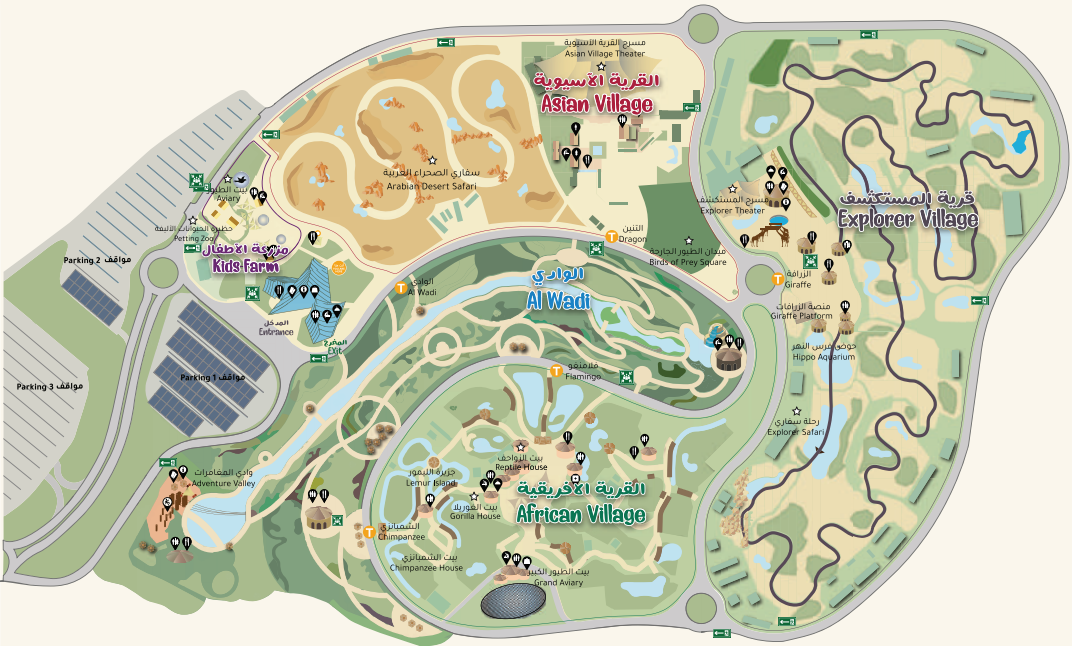 مسرح القرية الآسيوية
Asian Village Theater
القرية الآسيوية
Asian Village
سفاري الصحراء العربية
Arabian Desert Safari
بيت الطيور
Aviary
حظيرة الحيوانات الأليفة
Petting Zoo
مزرعة الأطفال
Kids Farm
مواقف Parking 2
المدخل
Entrance
المخرج
Exit
مواقف Parking 1
مواقف Parking 3
التنين
Dragon
ميدان الطيور الجارحة
Birds of Prey Square
مسرح المستكشف
Explorer Theater
قرية المستكشف
Explorer Village
الزرافة
Giraffe
منصة الزرافات
Giraffe Platform
حوض فرس النهر
Hippo Aquarium
رحلة سفاري
Explorer Safari
الوادي
Al Wadi
الوادي
Al Wadi
فلامنغو
Flamingo
وادي المغامرات
Adventure Valley
جزيرة الليمور
Lemur Island
بيت الزواحف
Reptile House
بيت الغوريلا
Gorilla House
القرية الأفريقية
African Village
الشمبانزي
Chimpanzee
بيت الشمبانزي
Chimpanzee House
بيت الطيور الكبير
Grand Aviary